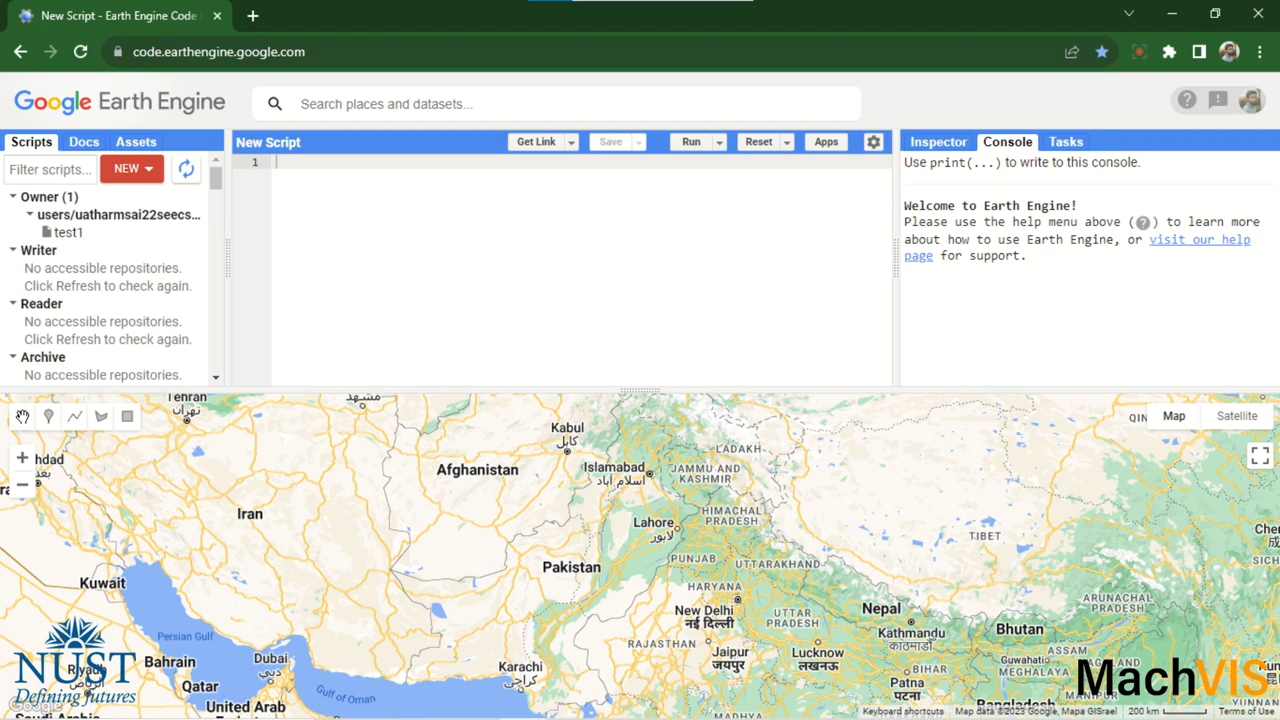 New Script - Earth Engine Code
code.earthengine.google.com
Google Earth Engine
Search places and datasets...
Scripts Docs Assets
Filter scripts... NEW
Owner (1)
users/uatharmsai22seecs...
test1
Writer
No accessible repositories.
Click Refresh to check again.
Reader
No accessible repositories.
Click Refresh to check again.
Archive
No accessible repositories.
New Script Get Link Save Run Reset Apps
1
Inspector Console Tasks
Use print(...) to write to this console.
Welcome to Earth Engine!
Please use the help menu above (?) to learn more
about how to use Earth Engine, or visit our help
page for support.
Map Satellite
Tehran
تهران
مشهد
Kabul
كابل
Afghanistan
Islamabad
اسلام آباد
LADAKH
JAMMU AND
KASHMIR
Iran
HIMACHAL
PRADESH
Lahore
لاہور
TIBET
PUNJAB
UTTARAKHAND
Pakistan
Kuwait
HARYANA
New Delhi
नई दिल्ली
UTTAR
PRADESH
Nepal
Kathmandu
काठमाडौं
ARUNACHAL
PRADESH
Bhutan
Persian Gulf
RAJASTHAN
Jaipur
जयपुर
Lucknow
लखनऊ
Guwahati
ASSAM
MEGHALAYA
BIHAR
Patna
पटना
MANIPUR
Bahrain
Dubai
دبي
Karachi
کراچی
Qatar
Gulf of Oman
United Arab
Bangladesh
YUNNAN
NUST
Defining futures
MachVIS
Google
Keyboard shortcuts Map data ©2023 Google, Mapa GISrael 200 km Terms of Use